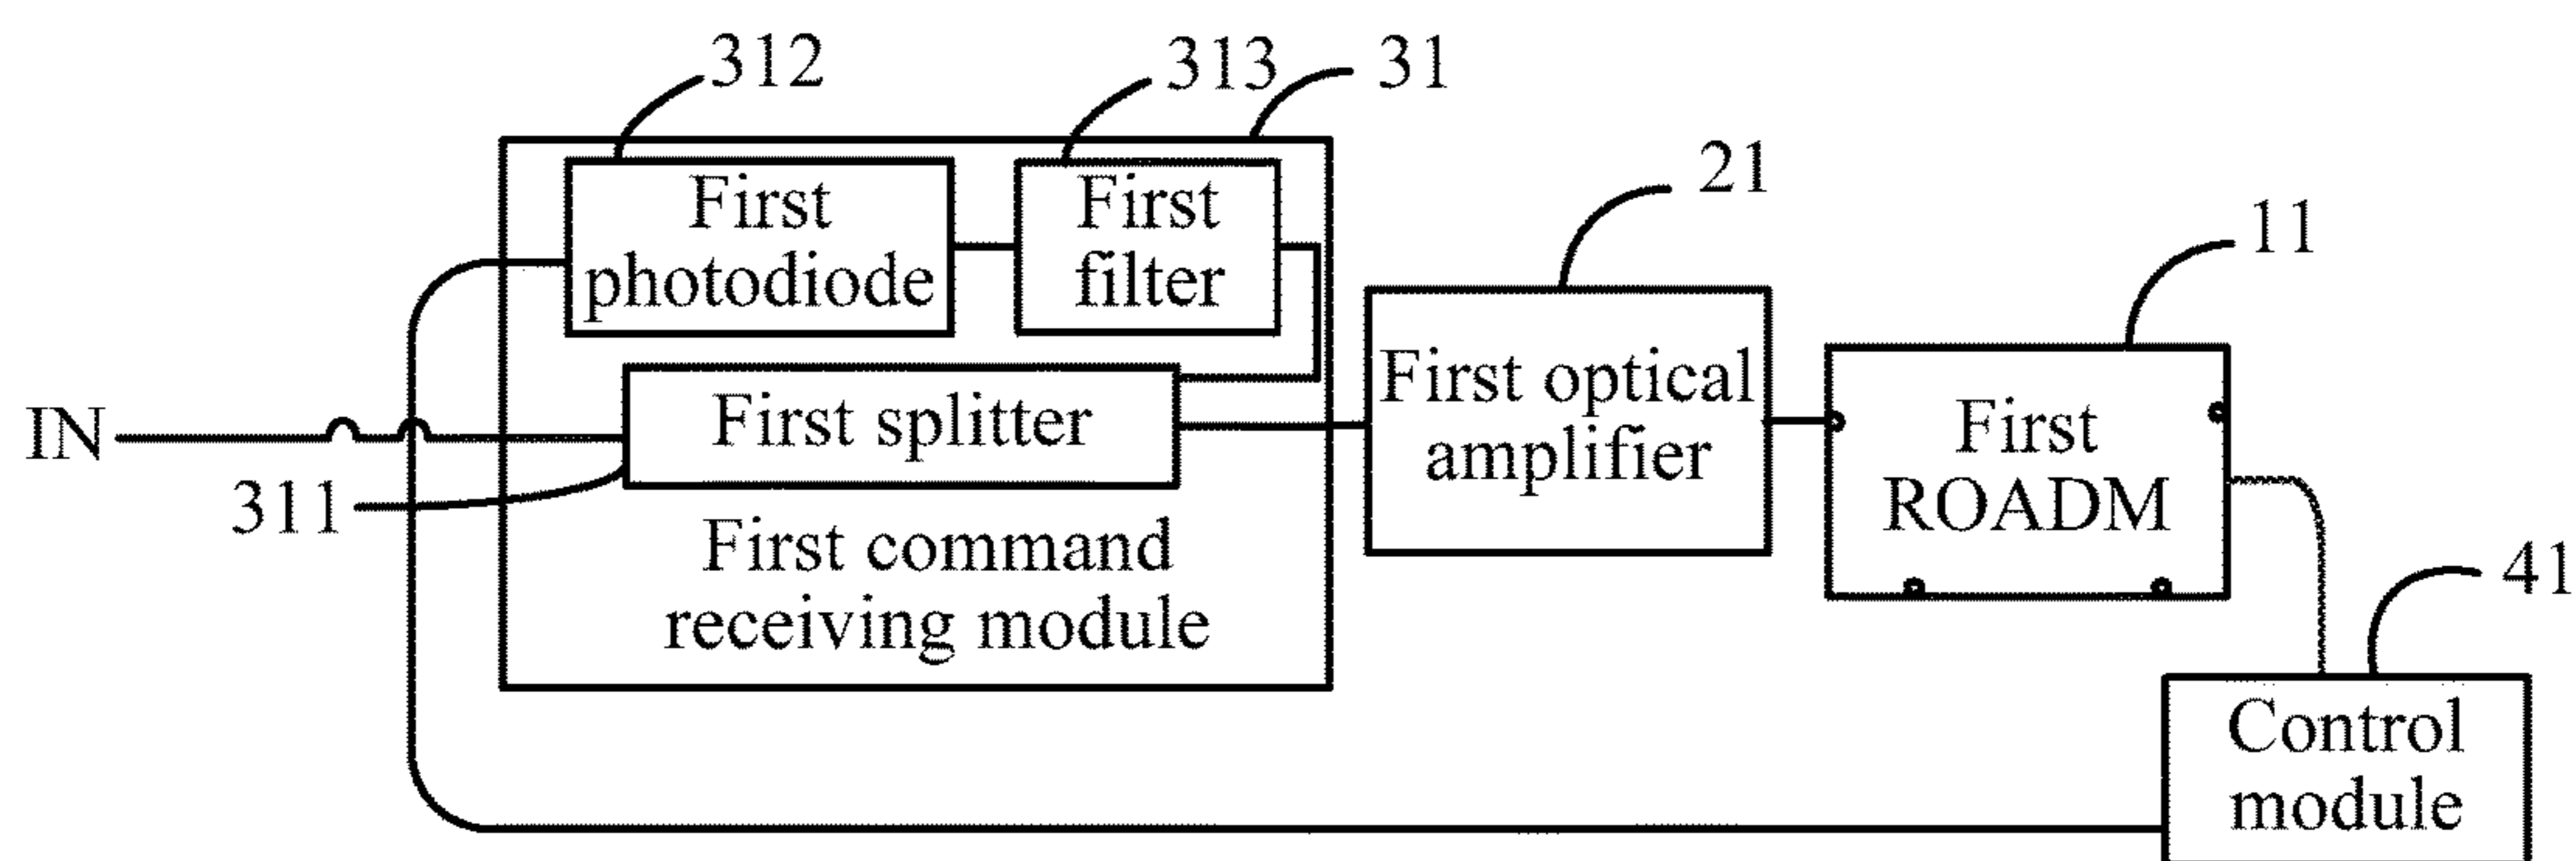 312
313
31
21
11
First
photodiode
First
filter
First optical
amplifier
First
ROADM
IN
First splitter
311
First command
receiving module
41
Control
module